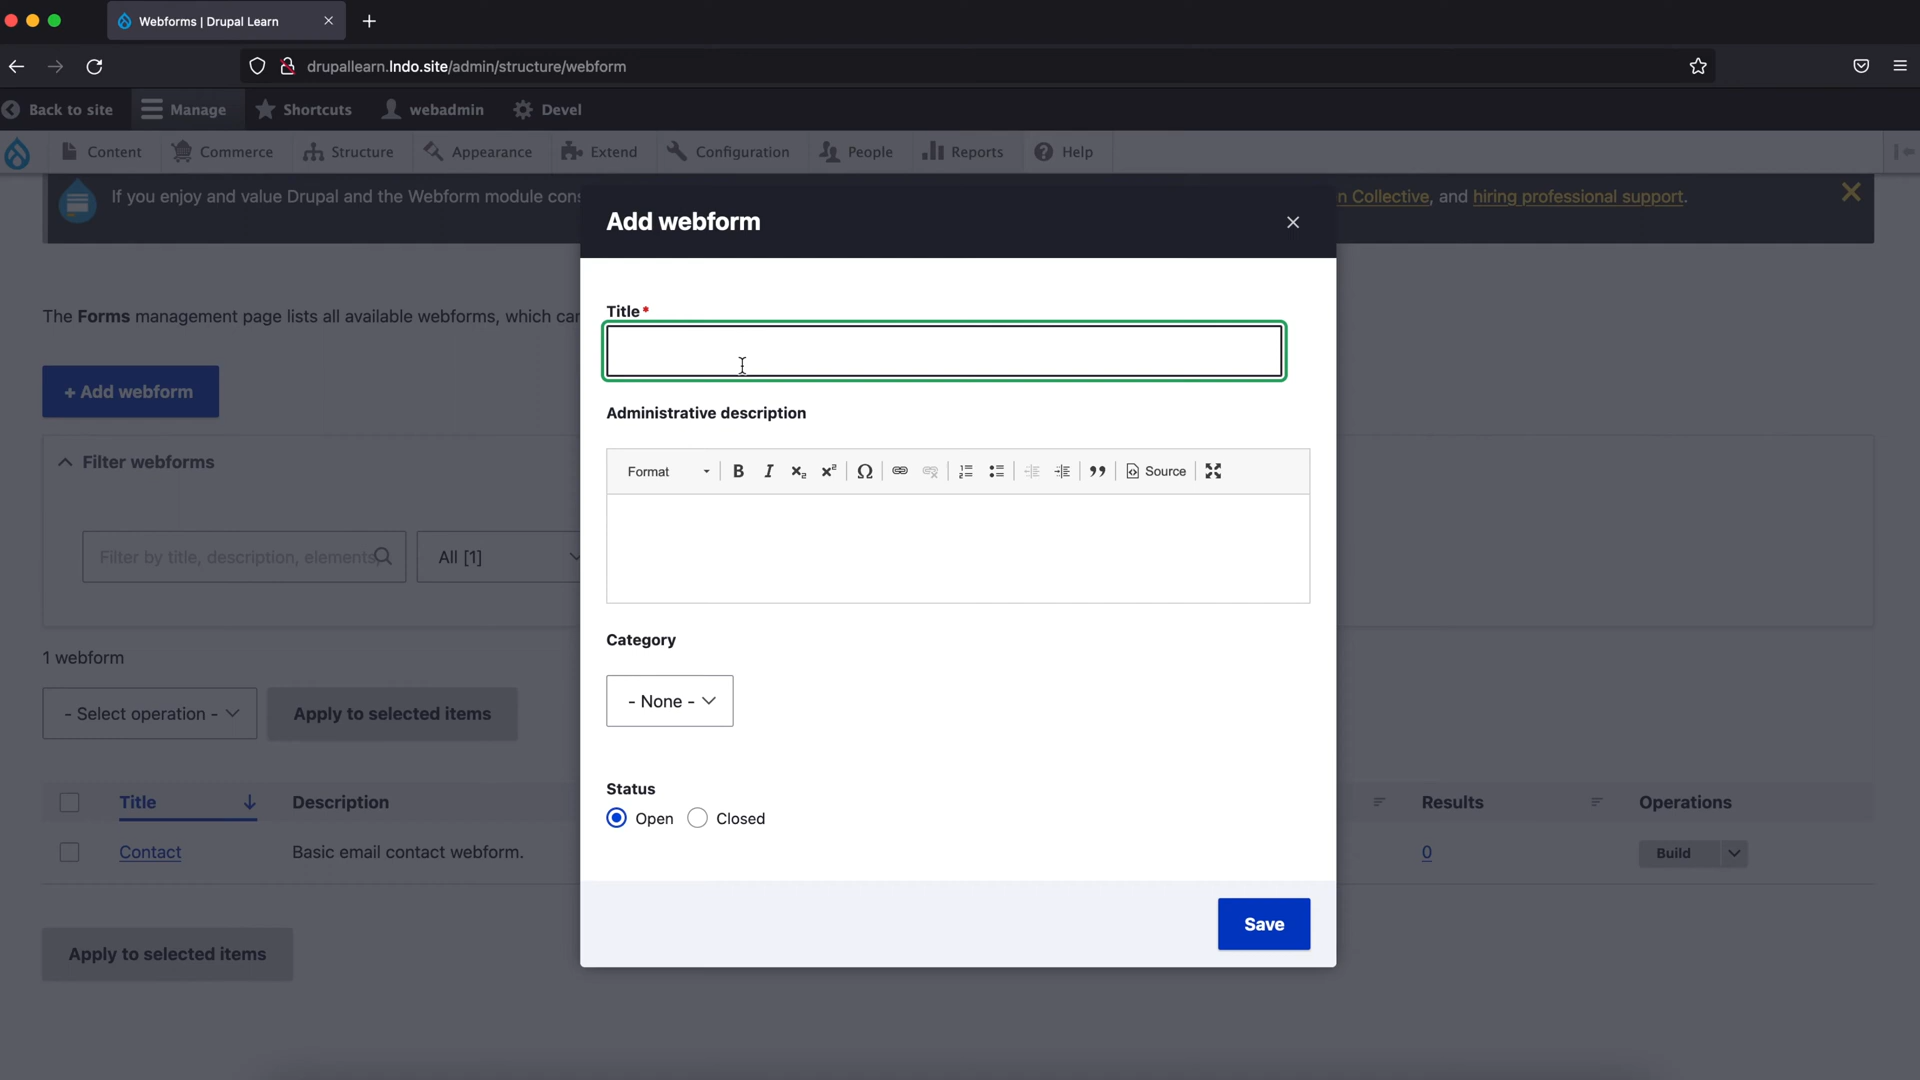 Webforms | Drupal Learn
drupallearn.lndo.site/admin/structure/webform
Back to site Manage Shortcuts webadmin Devel
Content Commerce Structure Appearance Extend Configuration People Reports Help
If you enjoy and value Drupal and the Webform module cons
n Collective, and hiring professional support.
Add webform
The Forms management page lists all available webforms, which can
Title*
+ Add webform
Administrative description
Filter webforms
Format B I x₂ x² Ω Source
Filter by title, description, elements,
All [1]
Category
1 webform
- None -
- Select operation - Apply to selected items
Status
Title Description Results Operations
Open Closed
Contact Basic email contact webform. 0 Build
Save
Apply to selected items